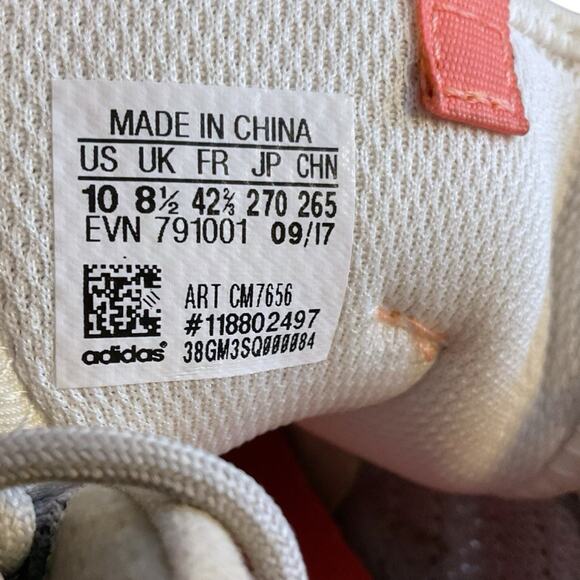 MADE IN CHINA
US UK FR JP CHN
10 8½ 42⅔ 270 265
EVN 791001 09/17
ART CM7656
#118802497
adidas® 38GM3SQ000084